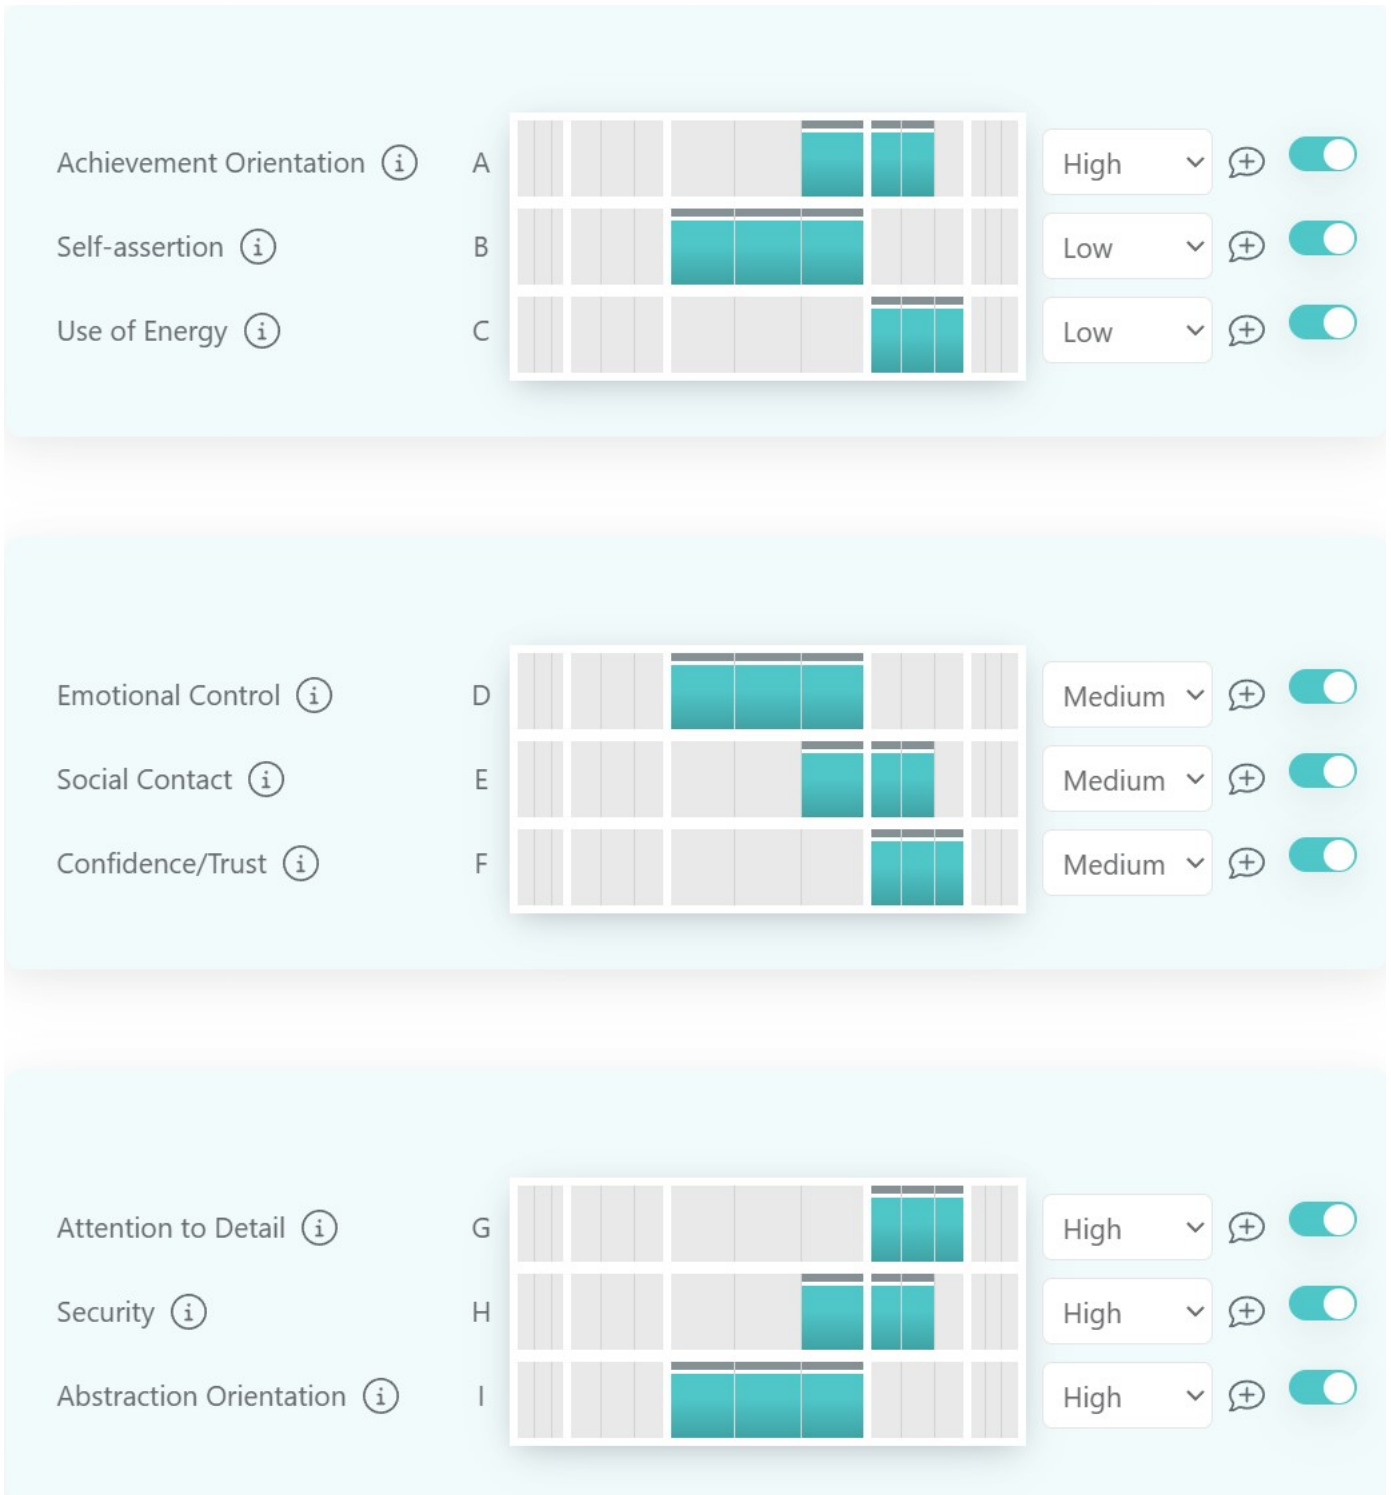 Achievement Orientation i A High
Self-assertion i B Low
Use of Energy i C Low
Emotional Control i D Medium
Social Contact i E Medium
Confidence/Trust i F Medium
Attention to Detail i G High
Security i H High
Abstraction Orientation i I High